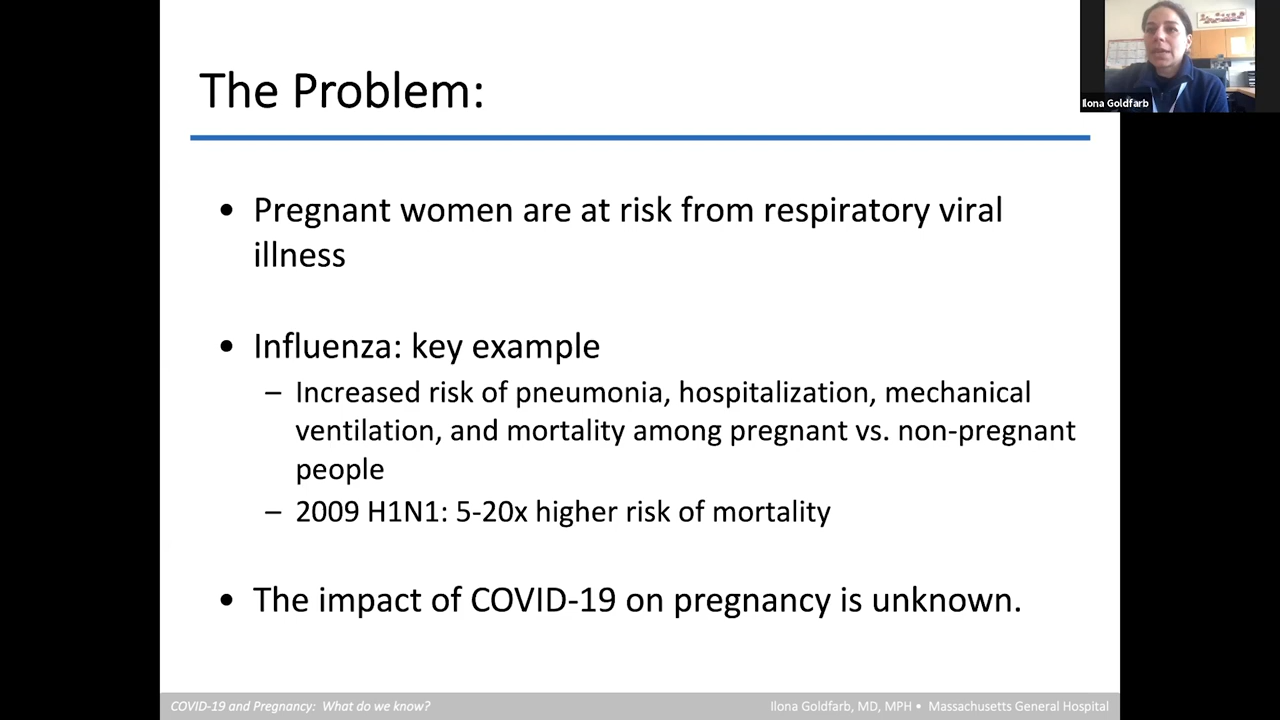 The Problem:
Ilona Goldfarb
• Pregnant women are at risk from respiratory viral
illness
• Influenza: key example
– Increased risk of pneumonia, hospitalization, mechanical
ventilation, and mortality among pregnant vs. non-pregnant
people
– 2009 H1N1: 5-20x higher risk of mortality
• The impact of COVID-19 on pregnancy is unknown.
COVID-19 and Pregnancy: What do we know?
Ilona Goldfarb, MD, MPH • Massachusetts General Hospital